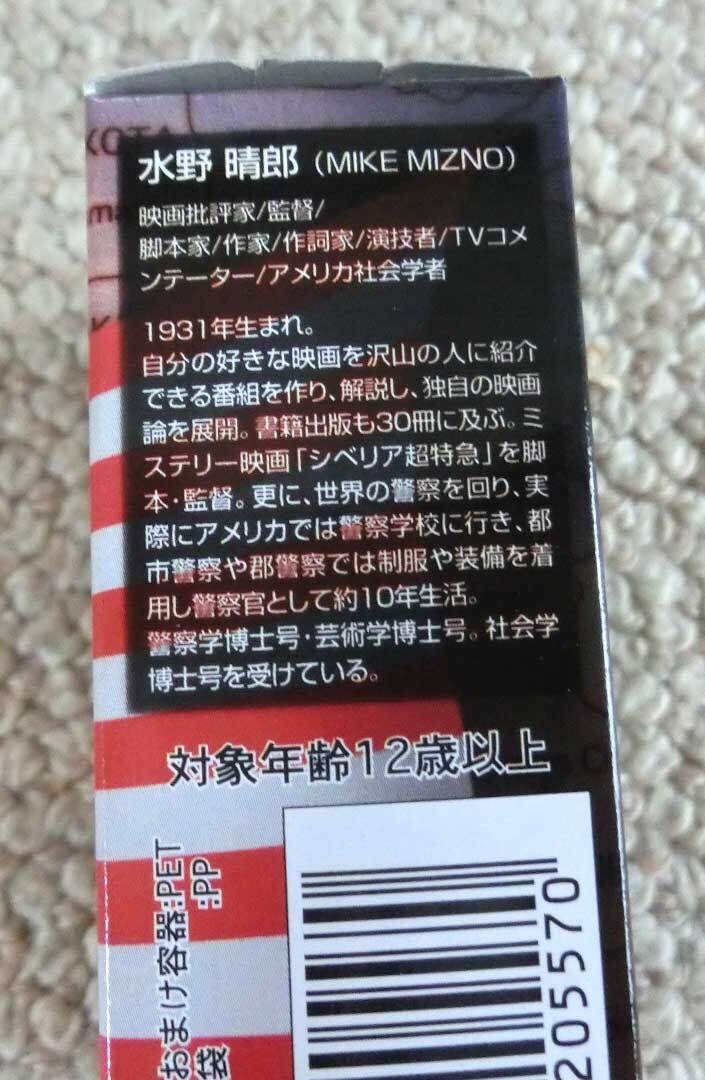 KOTA
水野 晴郎（MIKE MIZNO）
映画批評家/監督/
脚本家/作家/作詞家/演技者/TVコメ
ンテーター/アメリカ社会学者
1931年生まれ。
自分の好きな映画を沢山の人に紹介
できる番組を作り、解説し、独自の映画
論を展開。書籍出版も30冊に及ぶ。ミ
ステリー映画「シベリア超特急」を脚
本・監督。更に、世界の警察を回り、実
際にアメリカでは警察学校に行き、都
市警察や郡警察では制服や装備を着
用し警察官として約10年生活。
警察学博士号・芸術学博士号。社会学
博士号を受けている。
対象年齢12歳以上
おまけ容器:PET
袋:PP
205570